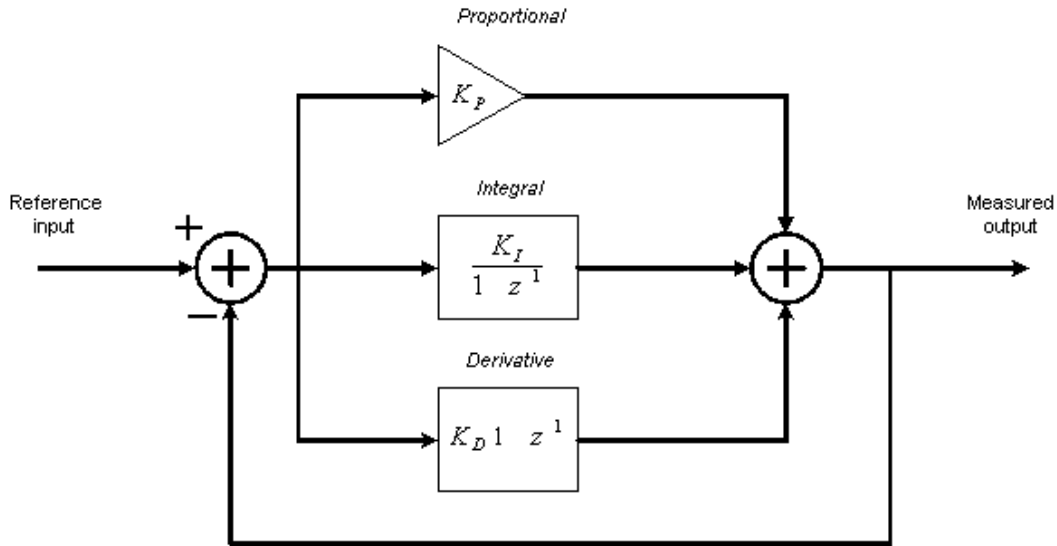 Proportional
K_P
Integral
Reference
input
Measured
output
+
K_I
1 z^1
−
Derivative
K_D 1 z^1